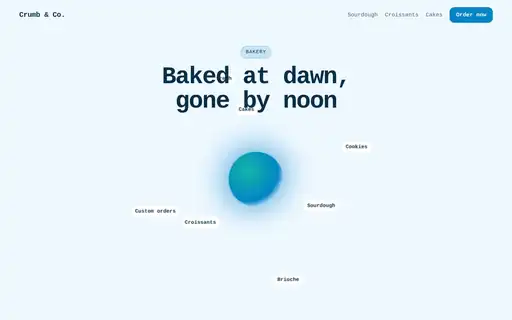 Crumb & Co.
Sourdough
Croissants
Cakes
Order now
BAKERY
Baked at dawn,
gone by noon
Cakes
Cookies
Sourdough
Custom orders
Croissants
Brioche